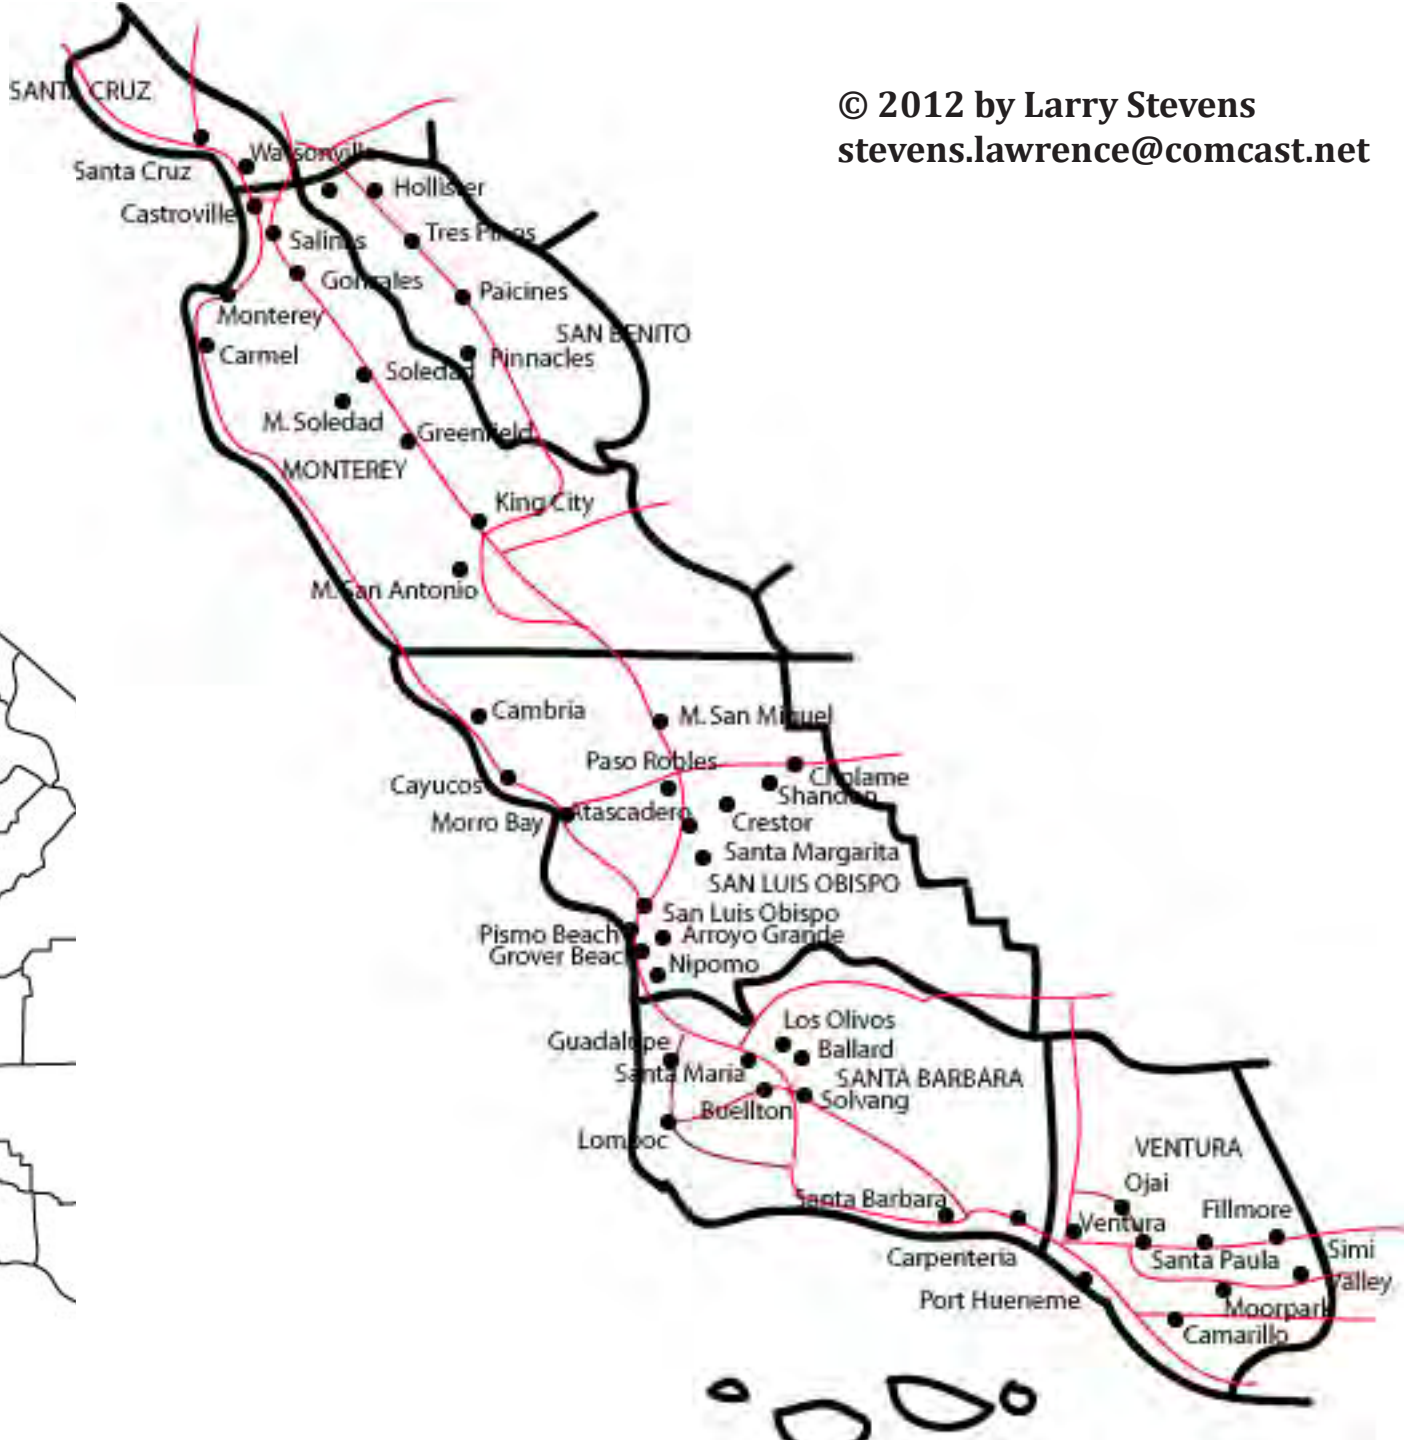 © 2012 by Larry Stevens
stevens.lawrence@comcast.net
SANTA CRUZ
Watsonville
Santa Cruz
Hollister
Castroville
Tres Pinos
Salinas
Gonzales
Paicines
Monterey
SAN BENITO
Carmel
Pinnacles
Soledad
M. Soledad
Greenfield
MONTEREY
King City
M. San Antonio
Cambria
M. San Miguel
Paso Robles
Cholame
Cayucos
Shandon
Atascadero
Morro Bay
Crestor
Santa Margarita
SAN LUIS OBISPO
San Luis Obispo
Pismo Beach
Arroyo Grande
Grover Beach
Nipomo
Los Olivos
Guadalupe
Ballard
Santa Maria
SANTA BARBARA
Solvang
Buellton
Lompoc
VENTURA
Ojai
Santa Barbara
Fillmore
Ventura
Simi
Valley
Carpenteria
Santa Paula
Port Hueneme
Moorpark
Camarillo